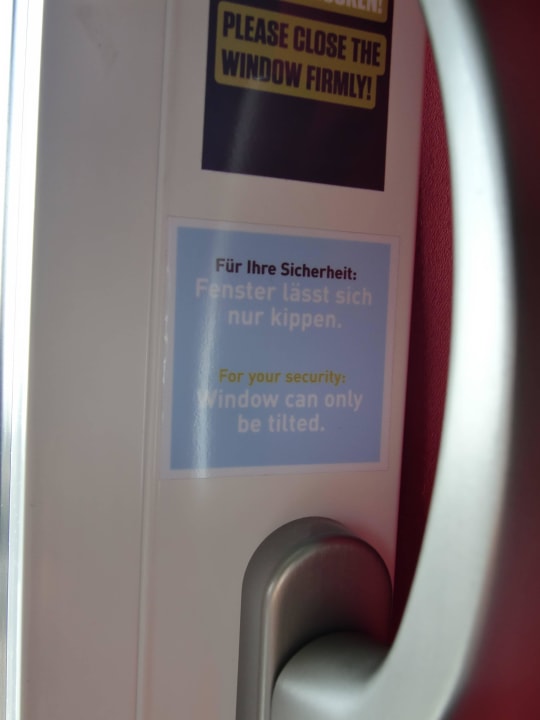 PLEASE CLOSE THE
WINDOW FIRMLY!
Für Ihre Sicherheit:
Fenster lässt sich
nur kippen.
For your security:
Window can only
be tilted.